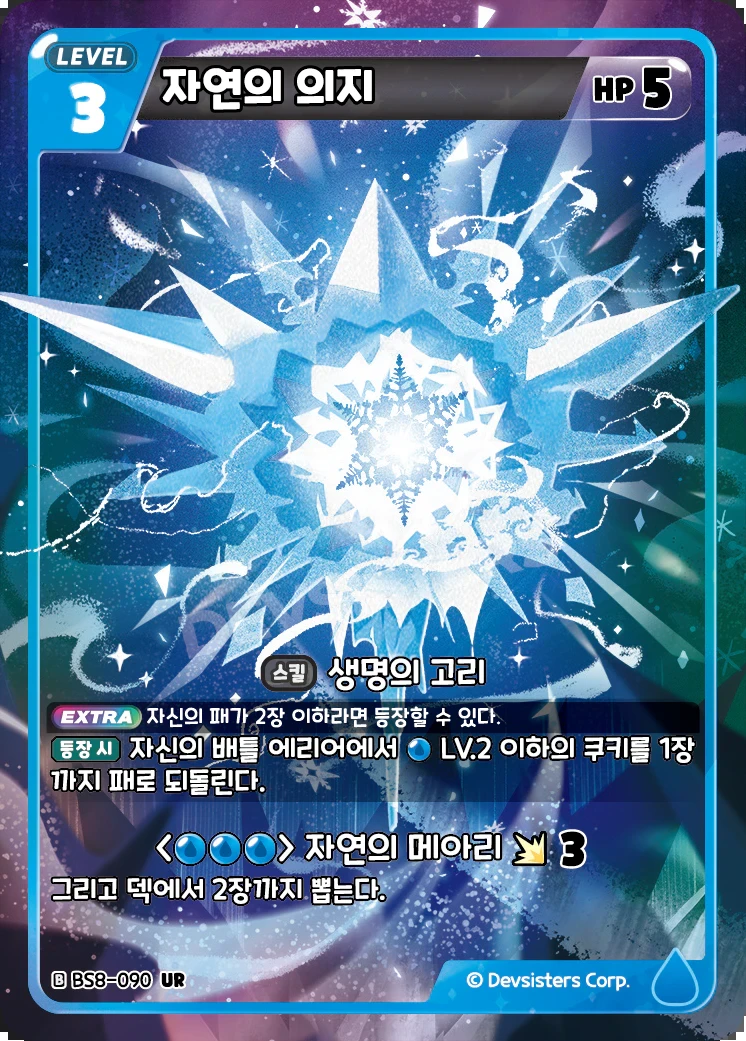 LEVEL
3
자연의 의지
HP 5
스킬 생명의 고리
EXTRA 자신의 패가 2장 이하라면 등장할 수 있다.
등장 시 자신의 배틀 에리어에서 LV.2 이하의 쿠키를 1장
까지 패로 되돌린다.
< > 자연의 메아리 3
그리고 덱에서 2장까지 뽑는다.
B BS8-090 UR
© Devsisters Corp.